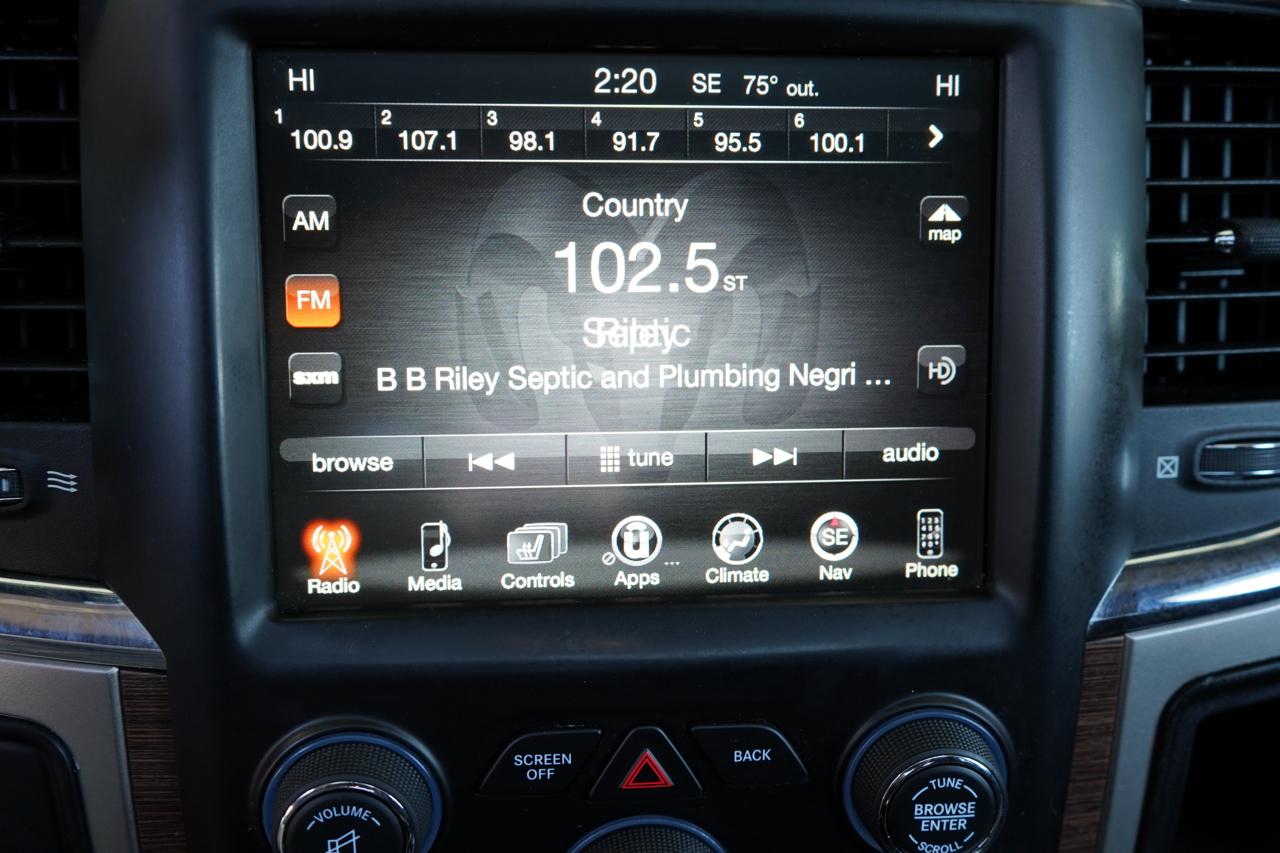 HI 2:20 SE 75° out. HI
1 100.9 2 107.1 3 98.1 4 91.7 5 95.5 6 100.1
AM
Country
map
102.5 ST
FM
Septic
Riley
sxm
B B Riley Septic and Plumbing Negri ...
HD
browse tune audio
Radio Media Controls Apps ... Climate SE Nav Phone
SCREEN OFF
BACK
VOLUME
TUNE
BROWSE
ENTER
SCROLL